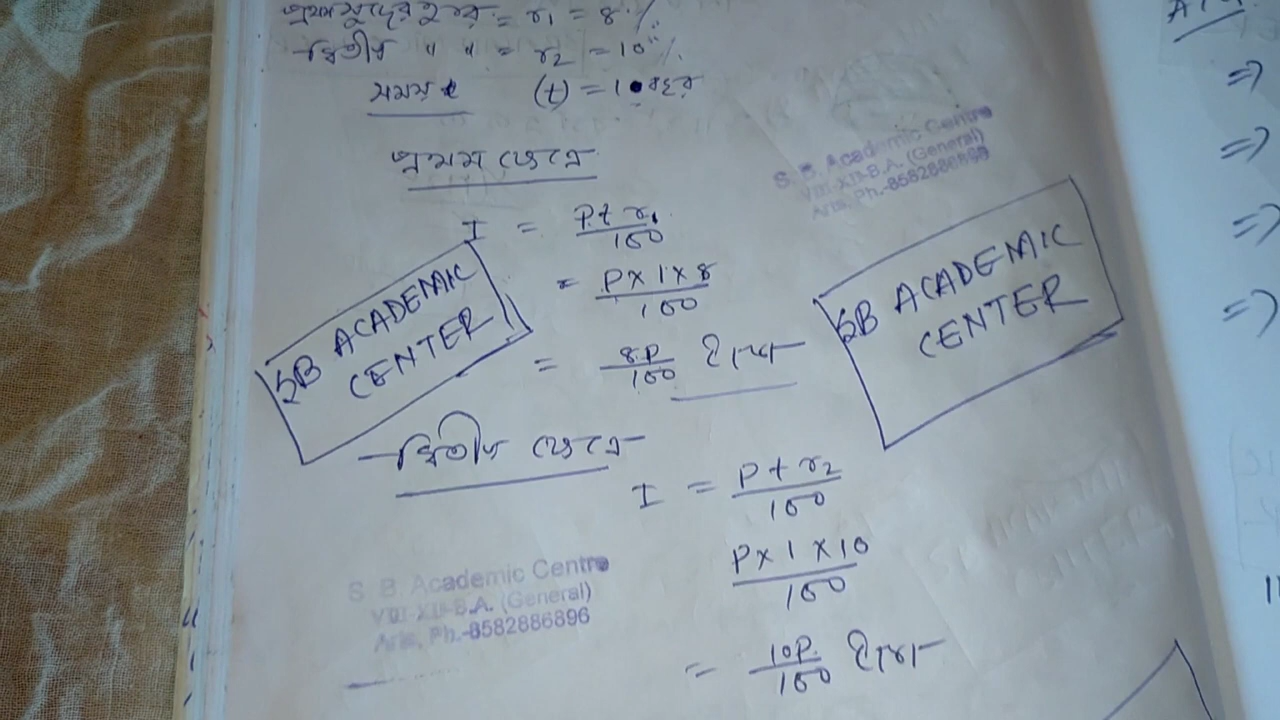 প্রথম সুদের হার = r₁ = 8%
দ্বিতীয় " " = r₂ = 10%
সময় (t) = 1 বছর
প্রথম ক্ষেত্রে
I = P t r₁ / 100
= P × 1 × 8 / 100
= 8P / 100 টাকা
দ্বিতীয় ক্ষেত্রে
I = P t r₂ / 100
P × 1 × 10 / 100
= 10P / 100 টাকা
SB ACADEMIC
CENTER
SB ACADEMIC
CENTER
S. B. Academic Centre
VIII-XII-B.A. (General)
Arts, Ph.-8582886896
S. B. Academic Centre
VIII-XII-B.A. (General)
Arts, Ph.-8582886896
⇒
⇒
⇒
⇒